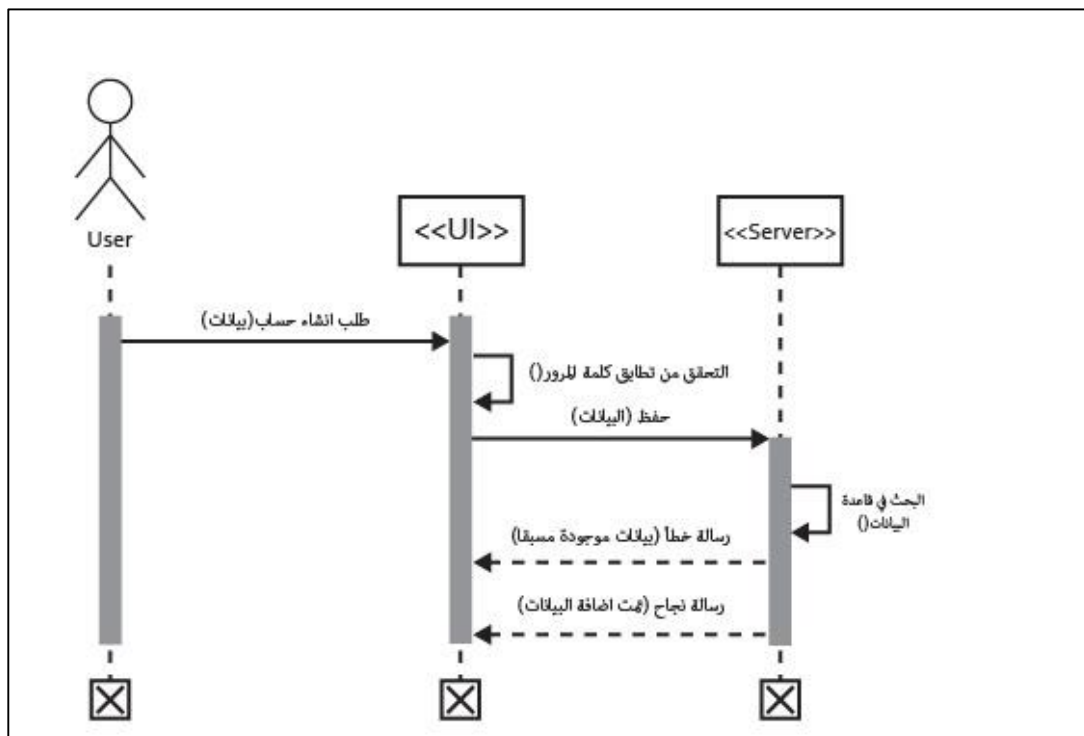 User
<<UI>>
<<Server>>
طلب انشاء حساب(بيانات)
التحقق من تطابق كلمة المرور()
حفظ (البيانات)
البحث في قاعدة
البيانات()
رسالة خطأ (بيانات موجودة مسبقا)
رسالة نجاح (تمت اضافة البيانات)